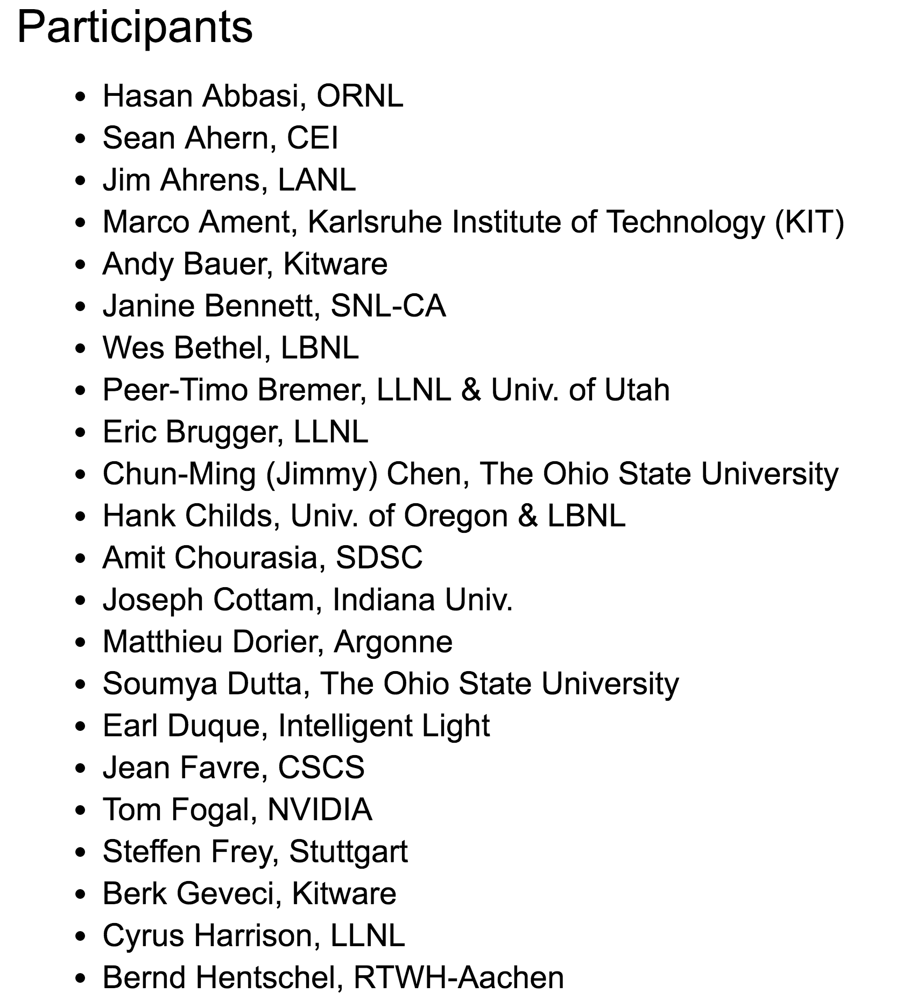 Participants
• Hasan Abbasi, ORNL
• Sean Ahern, CEI
• Jim Ahrens, LANL
• Marco Ament, Karlsruhe Institute of Technology (KIT)
• Andy Bauer, Kitware
• Janine Bennett, SNL-CA
• Wes Bethel, LBNL
• Peer-Timo Bremer, LLNL & Univ. of Utah
• Eric Brugger, LLNL
• Chun-Ming (Jimmy) Chen, The Ohio State University
• Hank Childs, Univ. of Oregon & LBNL
• Amit Chourasia, SDSC
• Joseph Cottam, Indiana Univ.
• Matthieu Dorier, Argonne
• Soumya Dutta, The Ohio State University
• Earl Duque, Intelligent Light
• Jean Favre, CSCS
• Tom Fogal, NVIDIA
• Steffen Frey, Stuttgart
• Berk Geveci, Kitware
• Cyrus Harrison, LLNL
• Bernd Hentschel, RTWH-Aachen